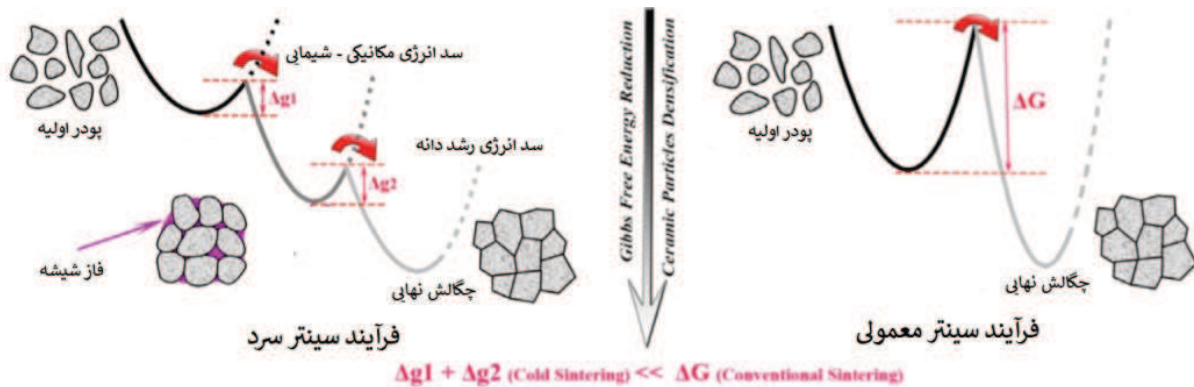 سد انرژی مکانیکی - شیمایی
Δg1
پودر اولیه
سد انرژی رشد دانه
Δg2
فاز شیشه
چگالش نهایی
فرآیند سینتر سرد
Gibbs Free Energy Reduction
Ceramic Particles Densification
ΔG
پودر اولیه
چگالش نهایی
فرآیند سینتر معمولی
Δg1 + Δg2 (Cold Sintering) << ΔG (Conventional Sintering)